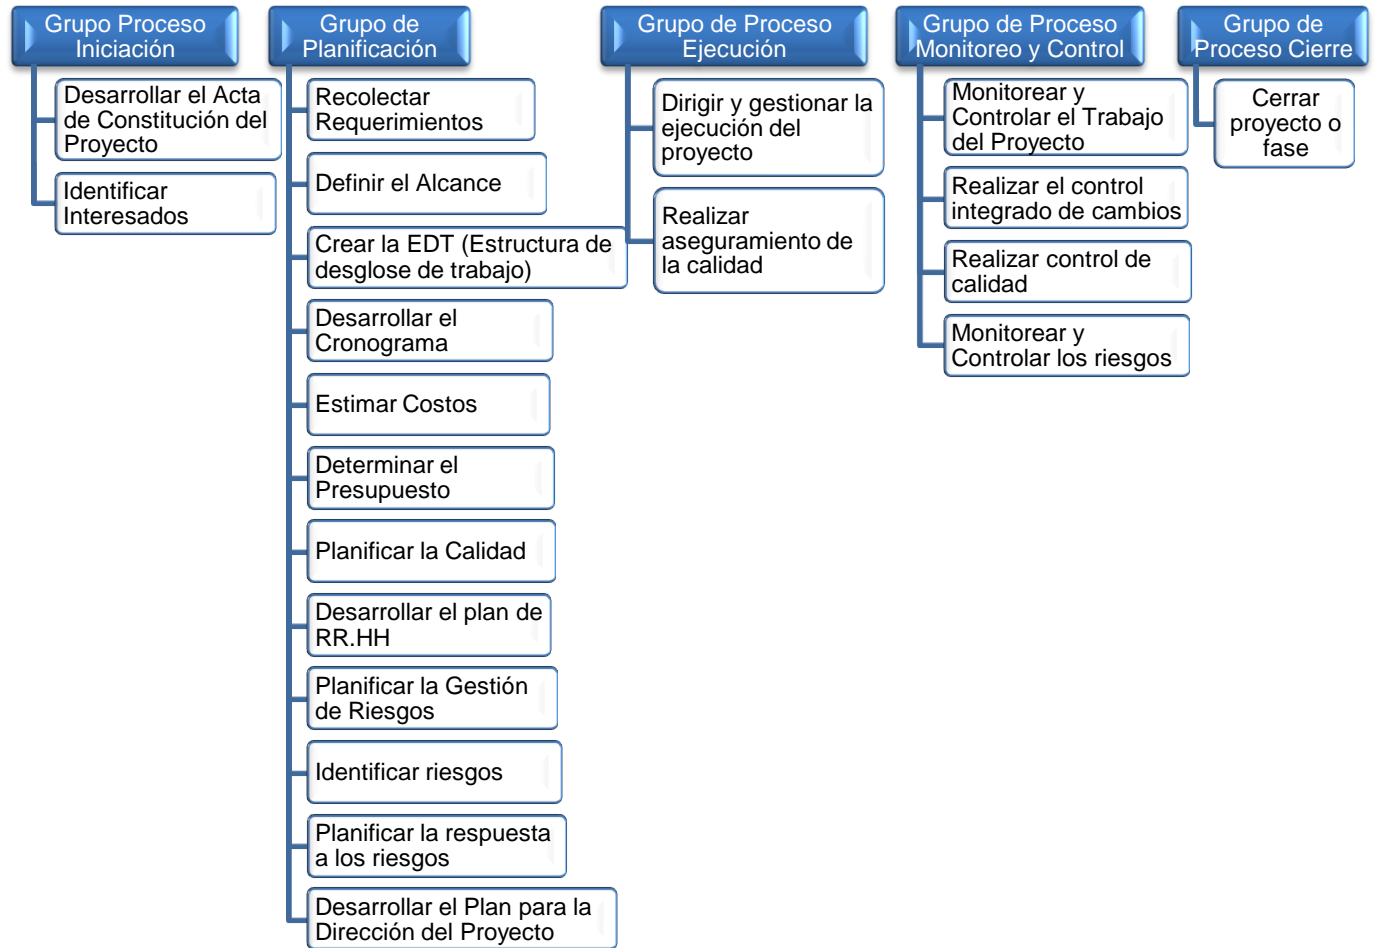 Grupo Proceso
Iniciación
Desarrollar el Acta
de Constitución del
Proyecto
Identificar
Interesados
Grupo de
Planificación
Recolectar
Requerimientos
Definir el Alcance
Crear la EDT (Estructura de
desglose de trabajo)
Desarrollar el
Cronograma
Estimar Costos
Determinar el
Presupuesto
Planificar la Calidad
Desarrollar el plan de
RR.HH
Planificar la Gestión
de Riesgos
Identificar riesgos
Planificar la respuesta
a los riesgos
Desarrollar el Plan para la
Dirección del Proyecto
Grupo de Proceso
Ejecución
Dirigir y gestionar la
ejecución del
proyecto
Realizar
aseguramiento de
la calidad
Grupo de Proceso
Monitoreo y Control
Monitorear y
Controlar el Trabajo
del Proyecto
Realizar el control
integrado de cambios
Realizar control de
calidad
Monitorear y
Controlar los riesgos
Grupo de
Proceso Cierre
Cerrar
proyecto o
fase